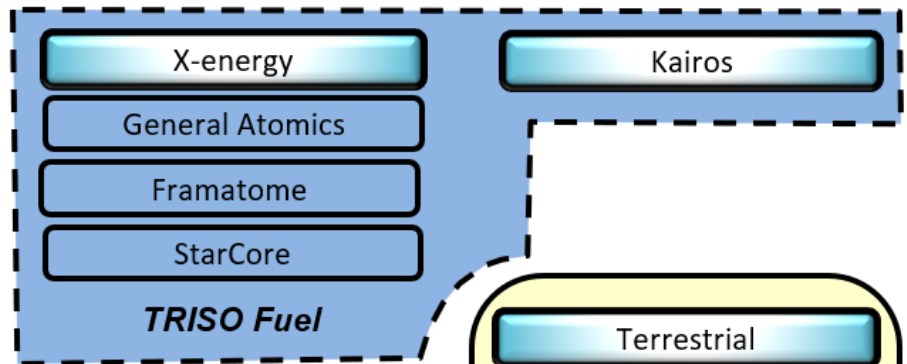 X-energy
Kairos
General Atomics
Framatome
StarCore
TRISO Fuel
Terrestrial